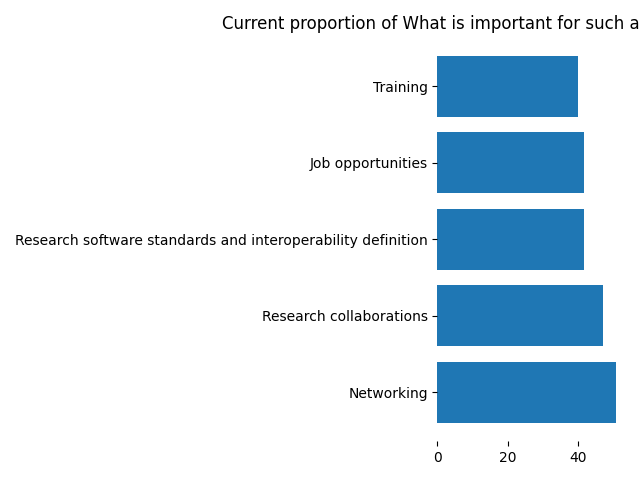 Current proportion of What is important for such a
Training
Job opportunities
Research software standards and interoperability definition
Research collaborations
Networking
0 20 40